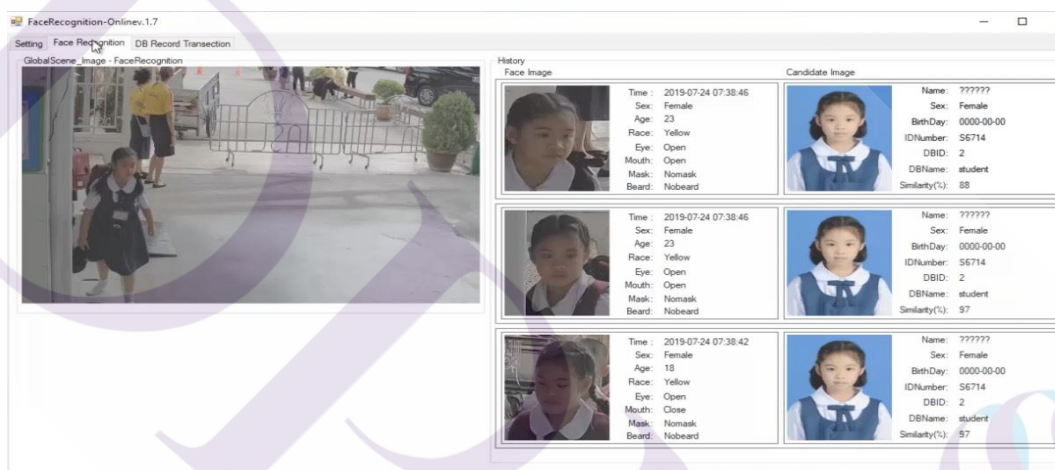 FaceRecognition-Onlinev.1.7
Setting Face Recognition DB Record Transection
GlobalScene_Image - FaceRecognition
History
Face Image
Candidate Image
Time : 2019-07-24 07:38:46
Sex: Female
Age: 23
Race: Yellow
Eye: Open
Mouth: Open
Mask: Nomask
Beard: Nobeard
Name: ??????
Sex: Female
BirthDay: 0000-00-00
IDNumber: S6714
DBID: 2
DBName: student
Similarity(%): 88
Time : 2019-07-24 07:38:46
Sex: Female
Age: 23
Race: Yellow
Eye: Open
Mouth: Open
Mask: Nomask
Beard: Nobeard
Name: ??????
Sex: Female
BirthDay: 0000-00-00
IDNumber: S6714
DBID: 2
DBName: student
Similarity(%): 97
Time : 2019-07-24 07:38:42
Sex: Female
Age: 18
Race: Yellow
Eye: Open
Mouth: Close
Mask: Nomask
Beard: Nobeard
Name: ??????
Sex: Female
BirthDay: 0000-00-00
IDNumber: S6714
DBID: 2
DBName: student
Similarity(%): 97